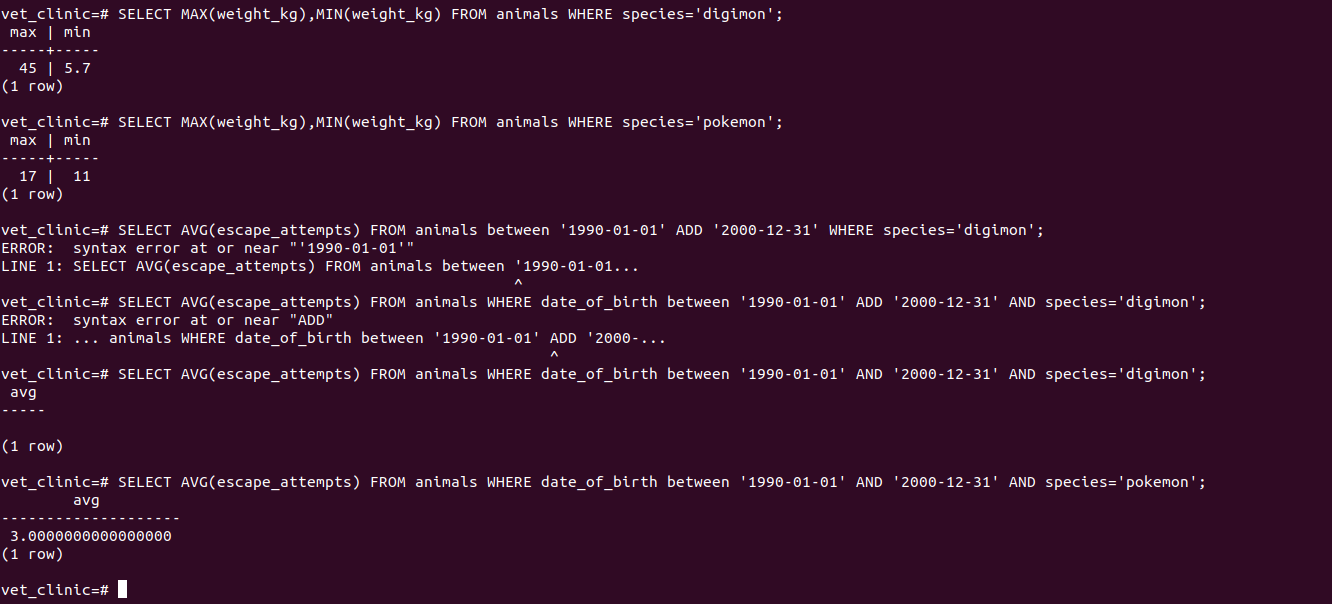 vet_clinic=# SELECT MAX(weight_kg),MIN(weight_kg) FROM animals WHERE species='digimon';
 max | min
-----+-----
  45 | 5.7
(1 row)

vet_clinic=# SELECT MAX(weight_kg),MIN(weight_kg) FROM animals WHERE species='pokemon';
 max | min
-----+-----
  17 |  11
(1 row)

vet_clinic=# SELECT AVG(escape_attempts) FROM animals between '1990-01-01' ADD '2000-12-31' WHERE species='digimon';
ERROR:  syntax error at or near "'1990-01-01'"
LINE 1: SELECT AVG(escape_attempts) FROM animals between '1990-01-01...
                                                         ^
vet_clinic=# SELECT AVG(escape_attempts) FROM animals WHERE date_of_birth between '1990-01-01' ADD '2000-12-31' AND species='digimon';
ERROR:  syntax error at or near "ADD"
LINE 1: ... animals WHERE date_of_birth between '1990-01-01' ADD '2000-...
                                                             ^
vet_clinic=# SELECT AVG(escape_attempts) FROM animals WHERE date_of_birth between '1990-01-01' AND '2000-12-31' AND species='digimon';
 avg
-----

(1 row)

vet_clinic=# SELECT AVG(escape_attempts) FROM animals WHERE date_of_birth between '1990-01-01' AND '2000-12-31' AND species='pokemon';
        avg
--------------------
 3.0000000000000000
(1 row)

vet_clinic=#